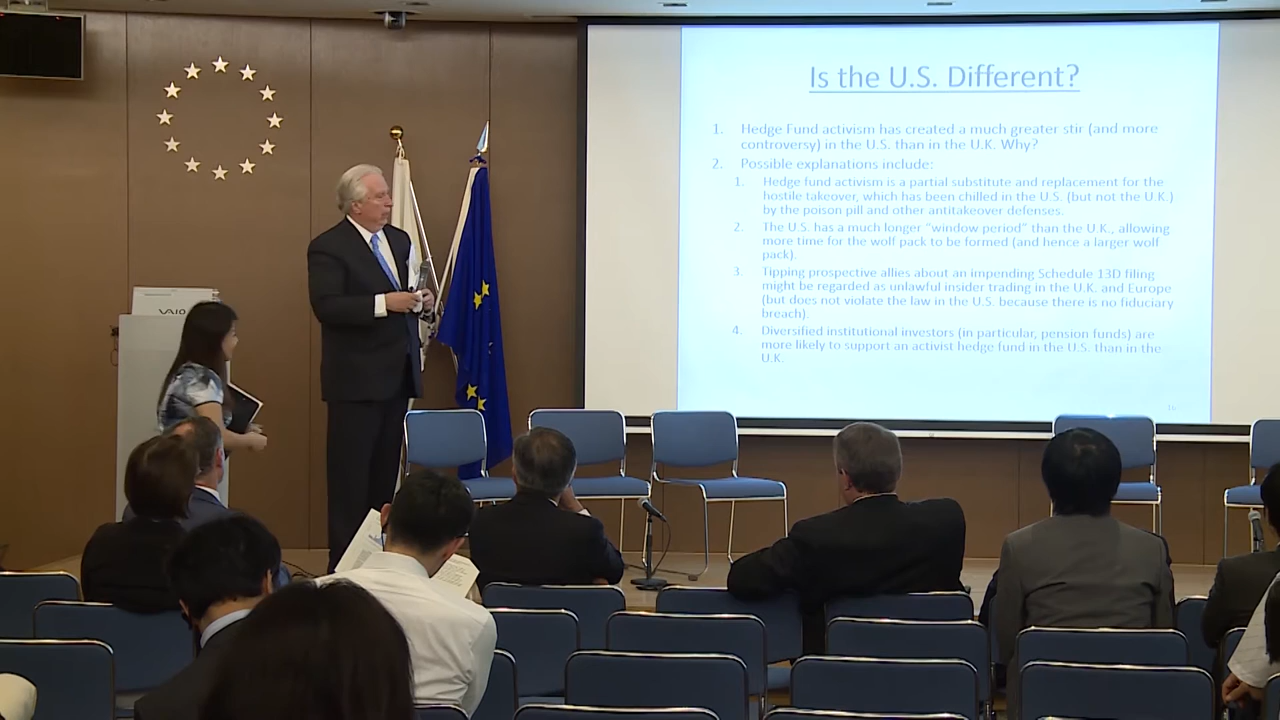 Is the U.S. Different?
1. Hedge Fund activism has created a much greater stir (and more
controversy) in the U.S. than in the U.K. Why?
2. Possible explanations include:
1. Hedge fund activism is a partial substitute and replacement for the
hostile takeover, which has been chilled in the U.S. (but not the U.K.)
by the poison pill and other antitakeover defenses.
2. The U.S. has a much longer "window period" than the U.K., allowing
more time for the wolf pack to be formed (and hence a larger wolf
pack).
3. Tipping prospective allies about an impending Schedule 13D filing
might be regarded as unlawful insider trading in the U.K. and Europe
(but does not violate the law in the U.S. because there is no fiduciary
breach).
4. Diversified institutional investors (in particular, pension funds) are
more likely to support an activist hedge fund in the U.S. than in the
U.K.
VAIO